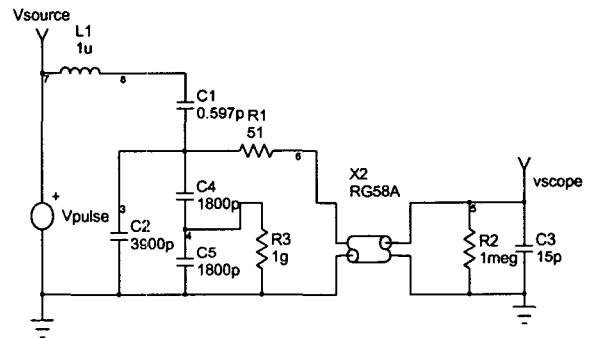 Vsource
L1
1u
7
8
C1
0.597p
R1
51
6
X2
RG58A
vscope
+
Vpulse
3
C2
3900p
C4
1800p
4
C5
1800p
R3
1g
5
R2
1meg
C3
15p